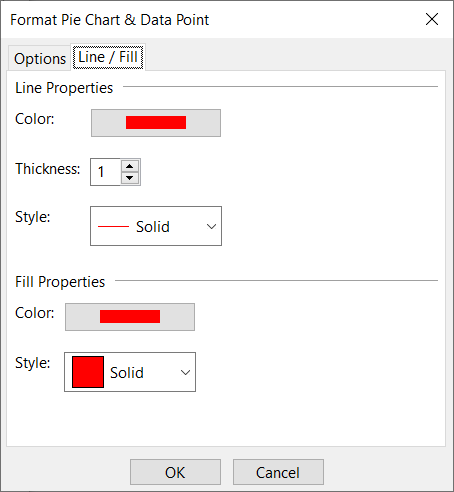 Format Pie Chart & Data Point
Options Line / Fill
Line Properties
Color:
Thickness: 1
Style: Solid
Fill Properties
Color:
Style: Solid
OK Cancel